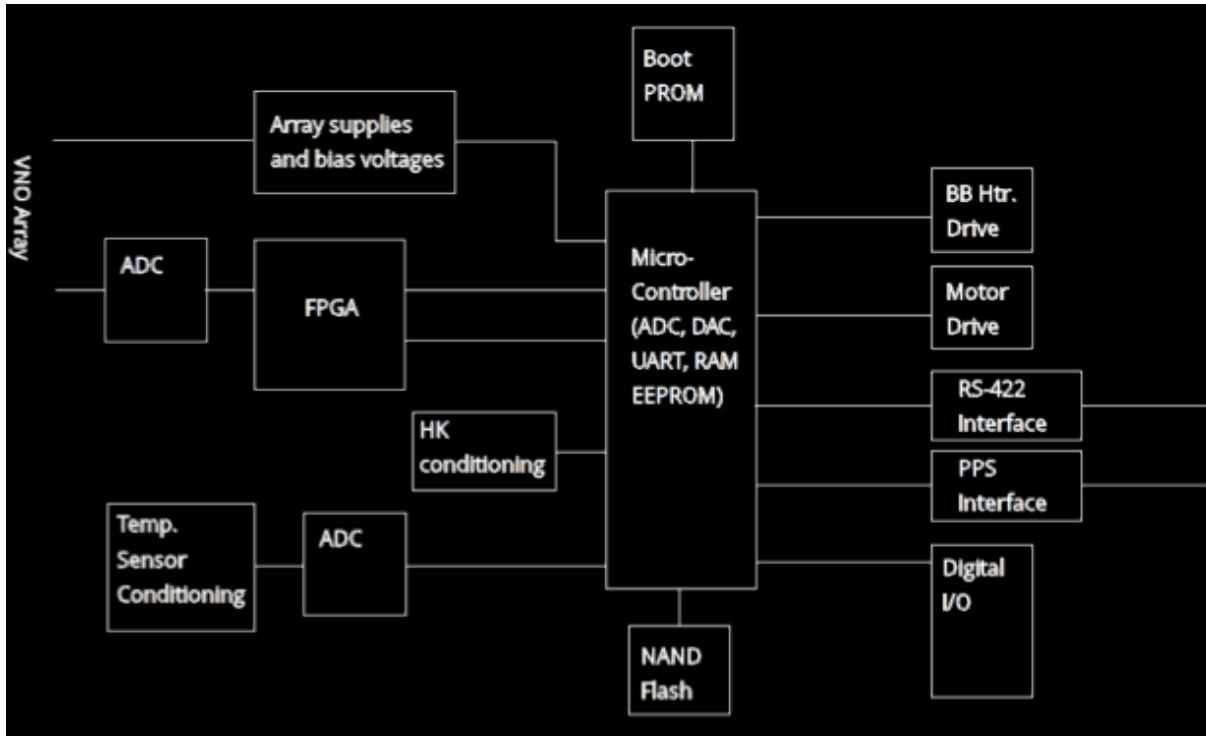 Boot
PROM
Array supplies
and bias voltages
VNO Array
BB Htr.
Drive
ADC
FPGA
Micro-
Controller
(ADC, DAC,
UART, RAM
EEPROM)
Motor
Drive
HK
conditioning
RS-422
Interface
PPS
Interface
Temp.
Sensor
Conditioning
ADC
Digital
I/O
NAND
Flash